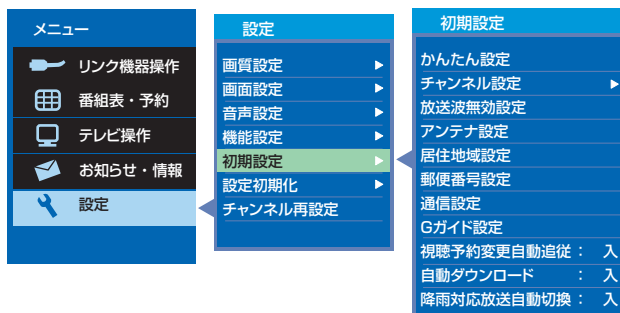 メニュー
リンク機器操作
番組表・予約
テレビ操作
お知らせ・情報
設定
設定
画質設定
画面設定
音声設定
機能設定
初期設定
設定初期化
チャンネル再設定
初期設定
かんたん設定
チャンネル設定
放送波無効設定
アンテナ設定
居住地域設定
郵便番号設定
通信設定
Gガイド設定
視聴予約変更自動追従： 入
自動ダウンロード ： 入
降雨対応放送自動切換： 入